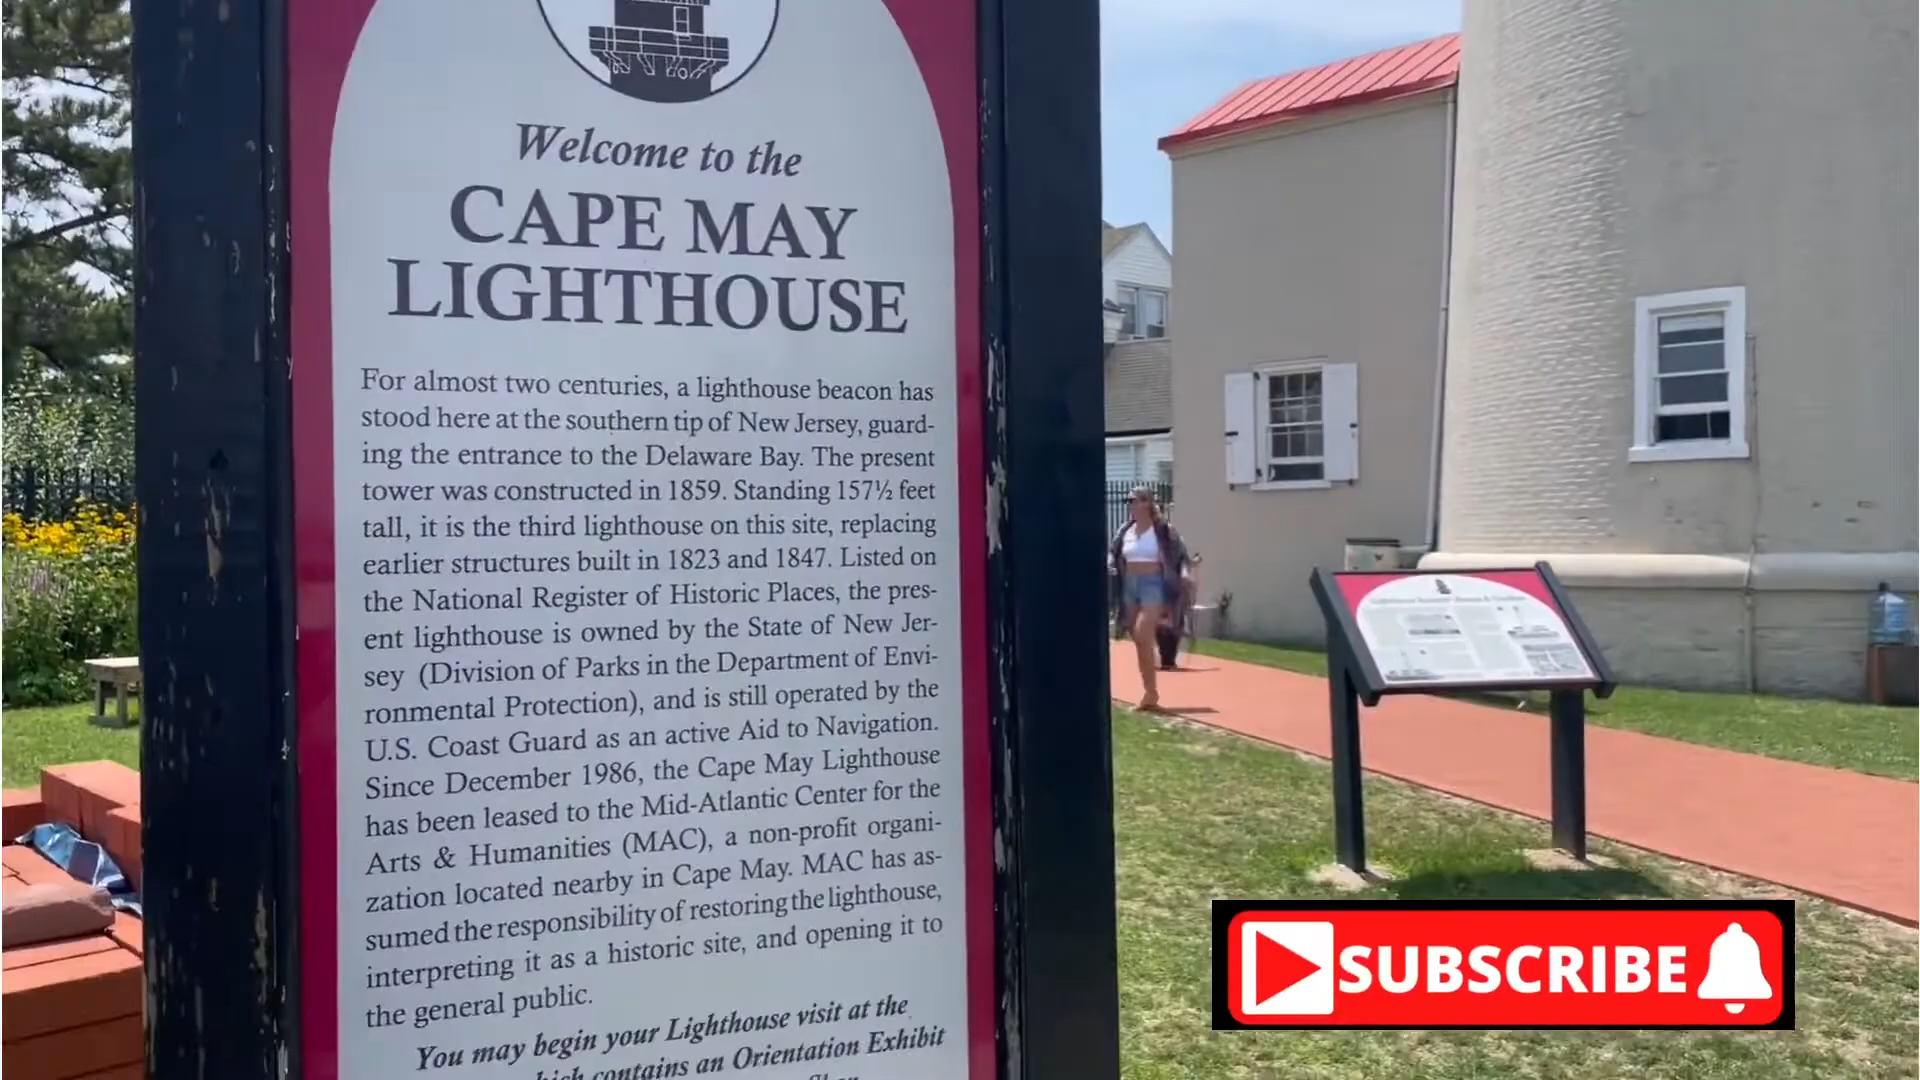 Welcome to the
CAPE MAY
LIGHTHOUSE
For almost two centuries, a lighthouse beacon has
stood here at the southern tip of New Jersey, guard-
ing the entrance to the Delaware Bay. The present
tower was constructed in 1859. Standing 157½ feet
tall, it is the third lighthouse on this site, replacing
earlier structures built in 1823 and 1847. Listed on
the National Register of Historic Places, the pres-
ent lighthouse is owned by the State of New Jer-
sey (Division of Parks in the Department of Envi-
ronmental Protection), and is still operated by the
U.S. Coast Guard as an active Aid to Navigation.
Since December 1986, the Cape May Lighthouse
has been leased to the Mid-Atlantic Center for the
Arts & Humanities (MAC), a non-profit organi-
zation located nearby in Cape May. MAC has as-
sumed the responsibility of restoring the lighthouse,
interpreting it as a historic site, and opening it to
the general public.
You may begin your Lighthouse visit at the
contains an Orientation Exhibit
SUBSCRIBE